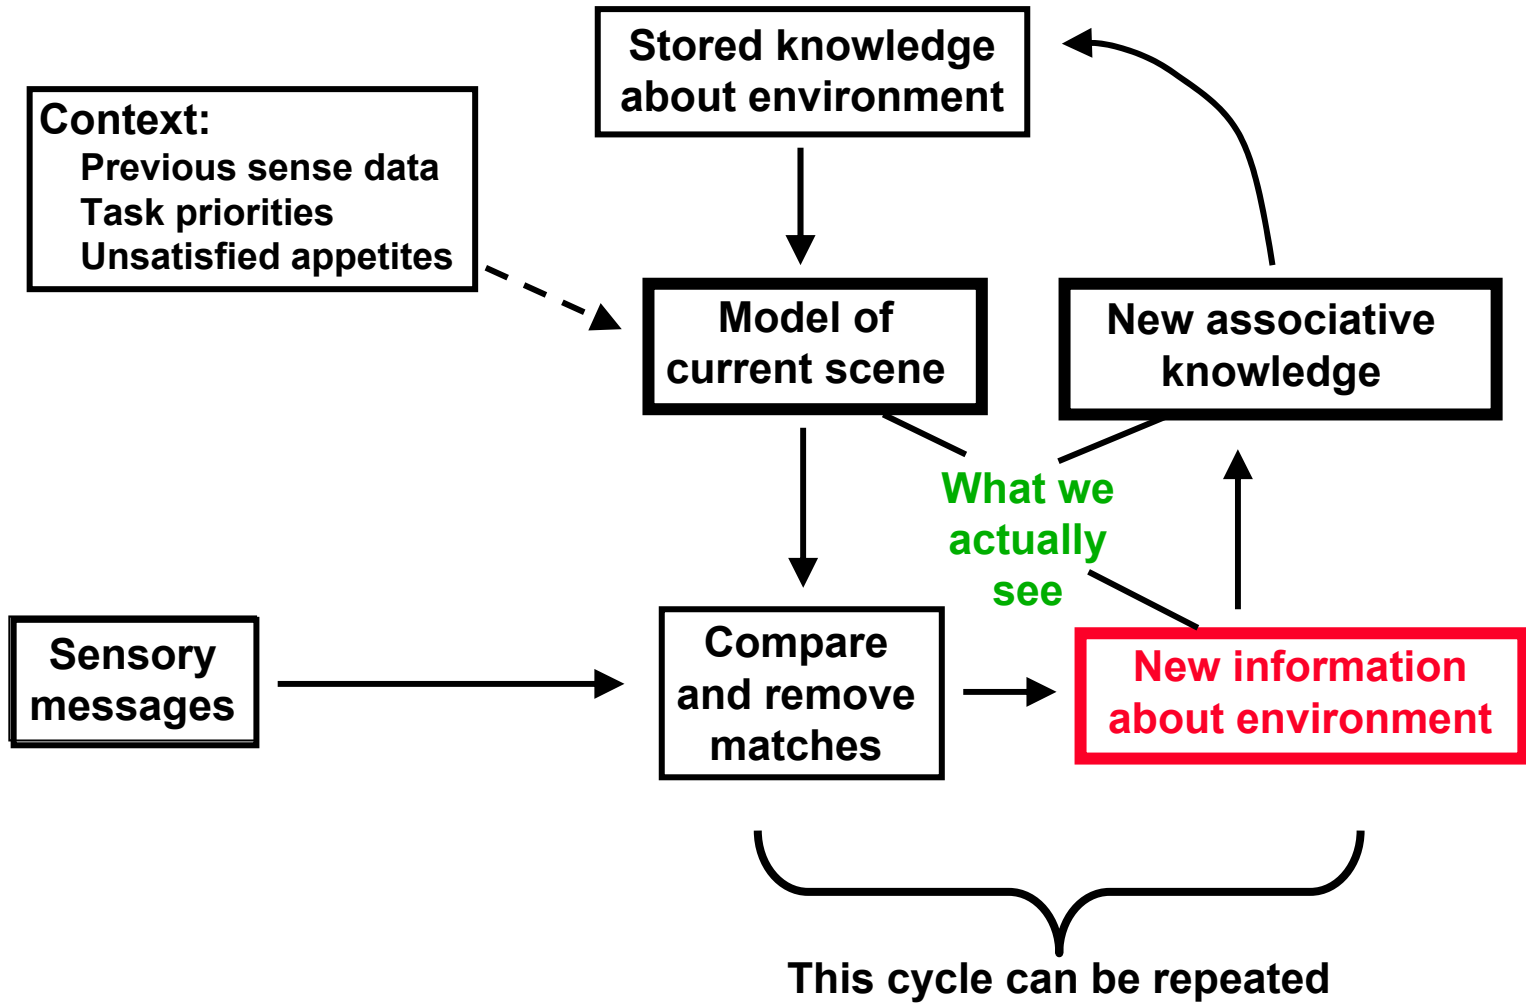 Stored knowledge
about environment
Context:
Previous sense data
Task priorities
Unsatisfied appetites
Model of
current scene
New associative
knowledge
What we
actually
see
Sensory
messages
Compare
and remove
matches
New information
about environment
This cycle can be repeated